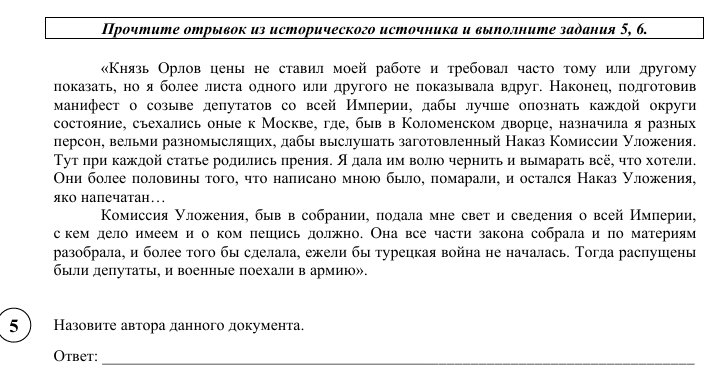 Прочтите отрывок из исторического источника и выполните задания 5, 6.
«Князь Орлов цены не ставил моей работе и требовал часто тому или другому
показать, но я более листа одного или другого не показывала вдруг. Наконец, подготовив
манифест о созыве депутатов со всей Империи, дабы лучше опознать каждой округи
состояние, съехались оные к Москве, где, быв в Коломенском дворце, назначила я разных
персон, вельми разномыслящих, дабы выслушать заготовленный Наказ Комиссии Уложения.
Тут при каждой статье родились прения. Я дала им волю чернить и вымарать всё, что хотели.
Они более половины того, что написано мною было, помарали, и остался Наказ Уложения,
яко напечатан…
Комиссия Уложения, быв в собрании, подала мне свет и сведения о всей Империи,
с кем дело имеем и о ком пещись должно. Она все части закона собрала и по материям
разобрала, и более того бы сделала, ежели бы турецкая война не началась. Тогда распущены
были депутаты, и военные поехали в армию».
5 Назовите автора данного документа.
Ответ: